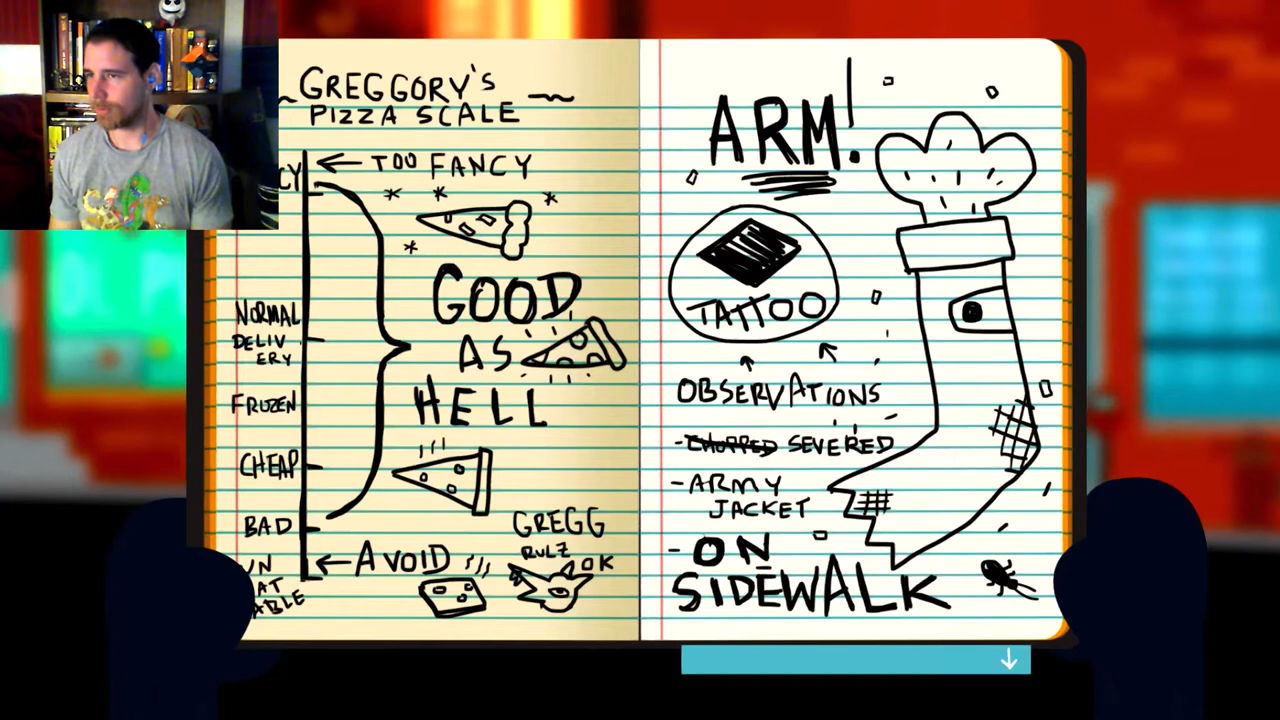 GREGGORY'S
PIZZA SCALE
CY
← TOO FANCY
GOOD
AS
HELL
NORMAL
DELIV
ERY
FROZEN
CHEAP
BAD
← AVOID
GREGG
RULZ
OK
ARM!
TATTOO
OBSERVATIONS
- CHOPPED SEVERED
- ARMY
JACKET
- ON
SIDEWALK